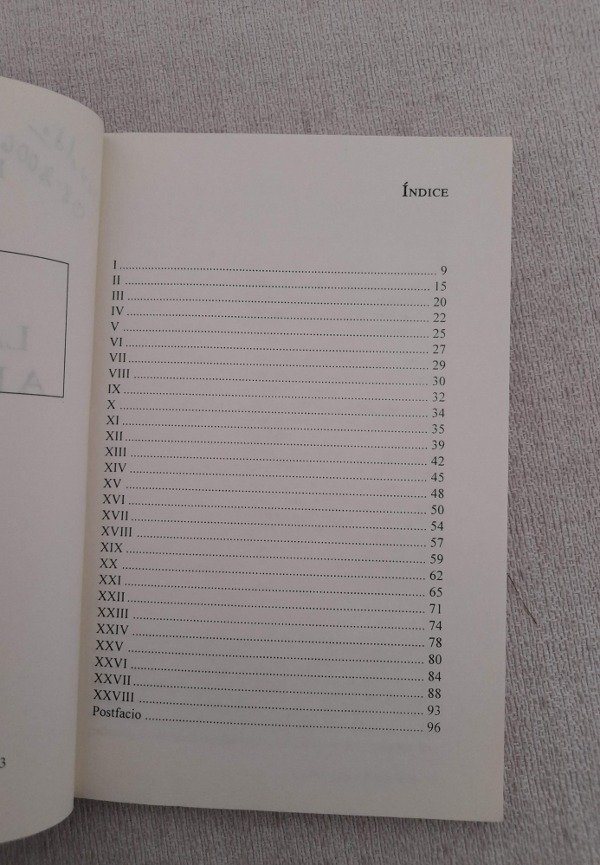 ÍNDICE
I 9
II 15
III 20
IV 22
V 25
VI 27
VII 29
VIII 30
IX 32
X 34
XI 35
XII 39
XIII 42
XIV 45
XV 48
XVI 50
XVII 54
XVIII 57
XIX 59
XX 62
XXI 65
XXII 71
XXIII 74
XXIV 78
XXV 80
XXVI 84
XXVII 88
XXVIII 93
Postfacio 96
3